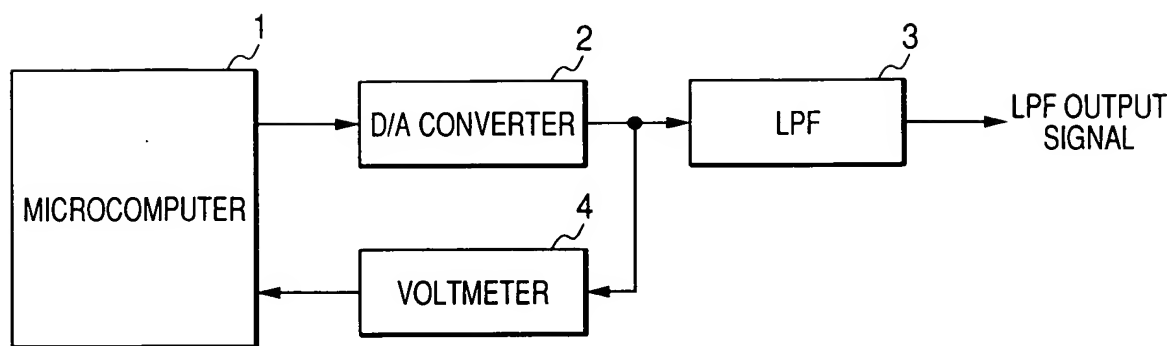 1
2
3
D/A CONVERTER
LPF
LPF OUTPUT
SIGNAL
MICROCOMPUTER
4
VOLTMETER